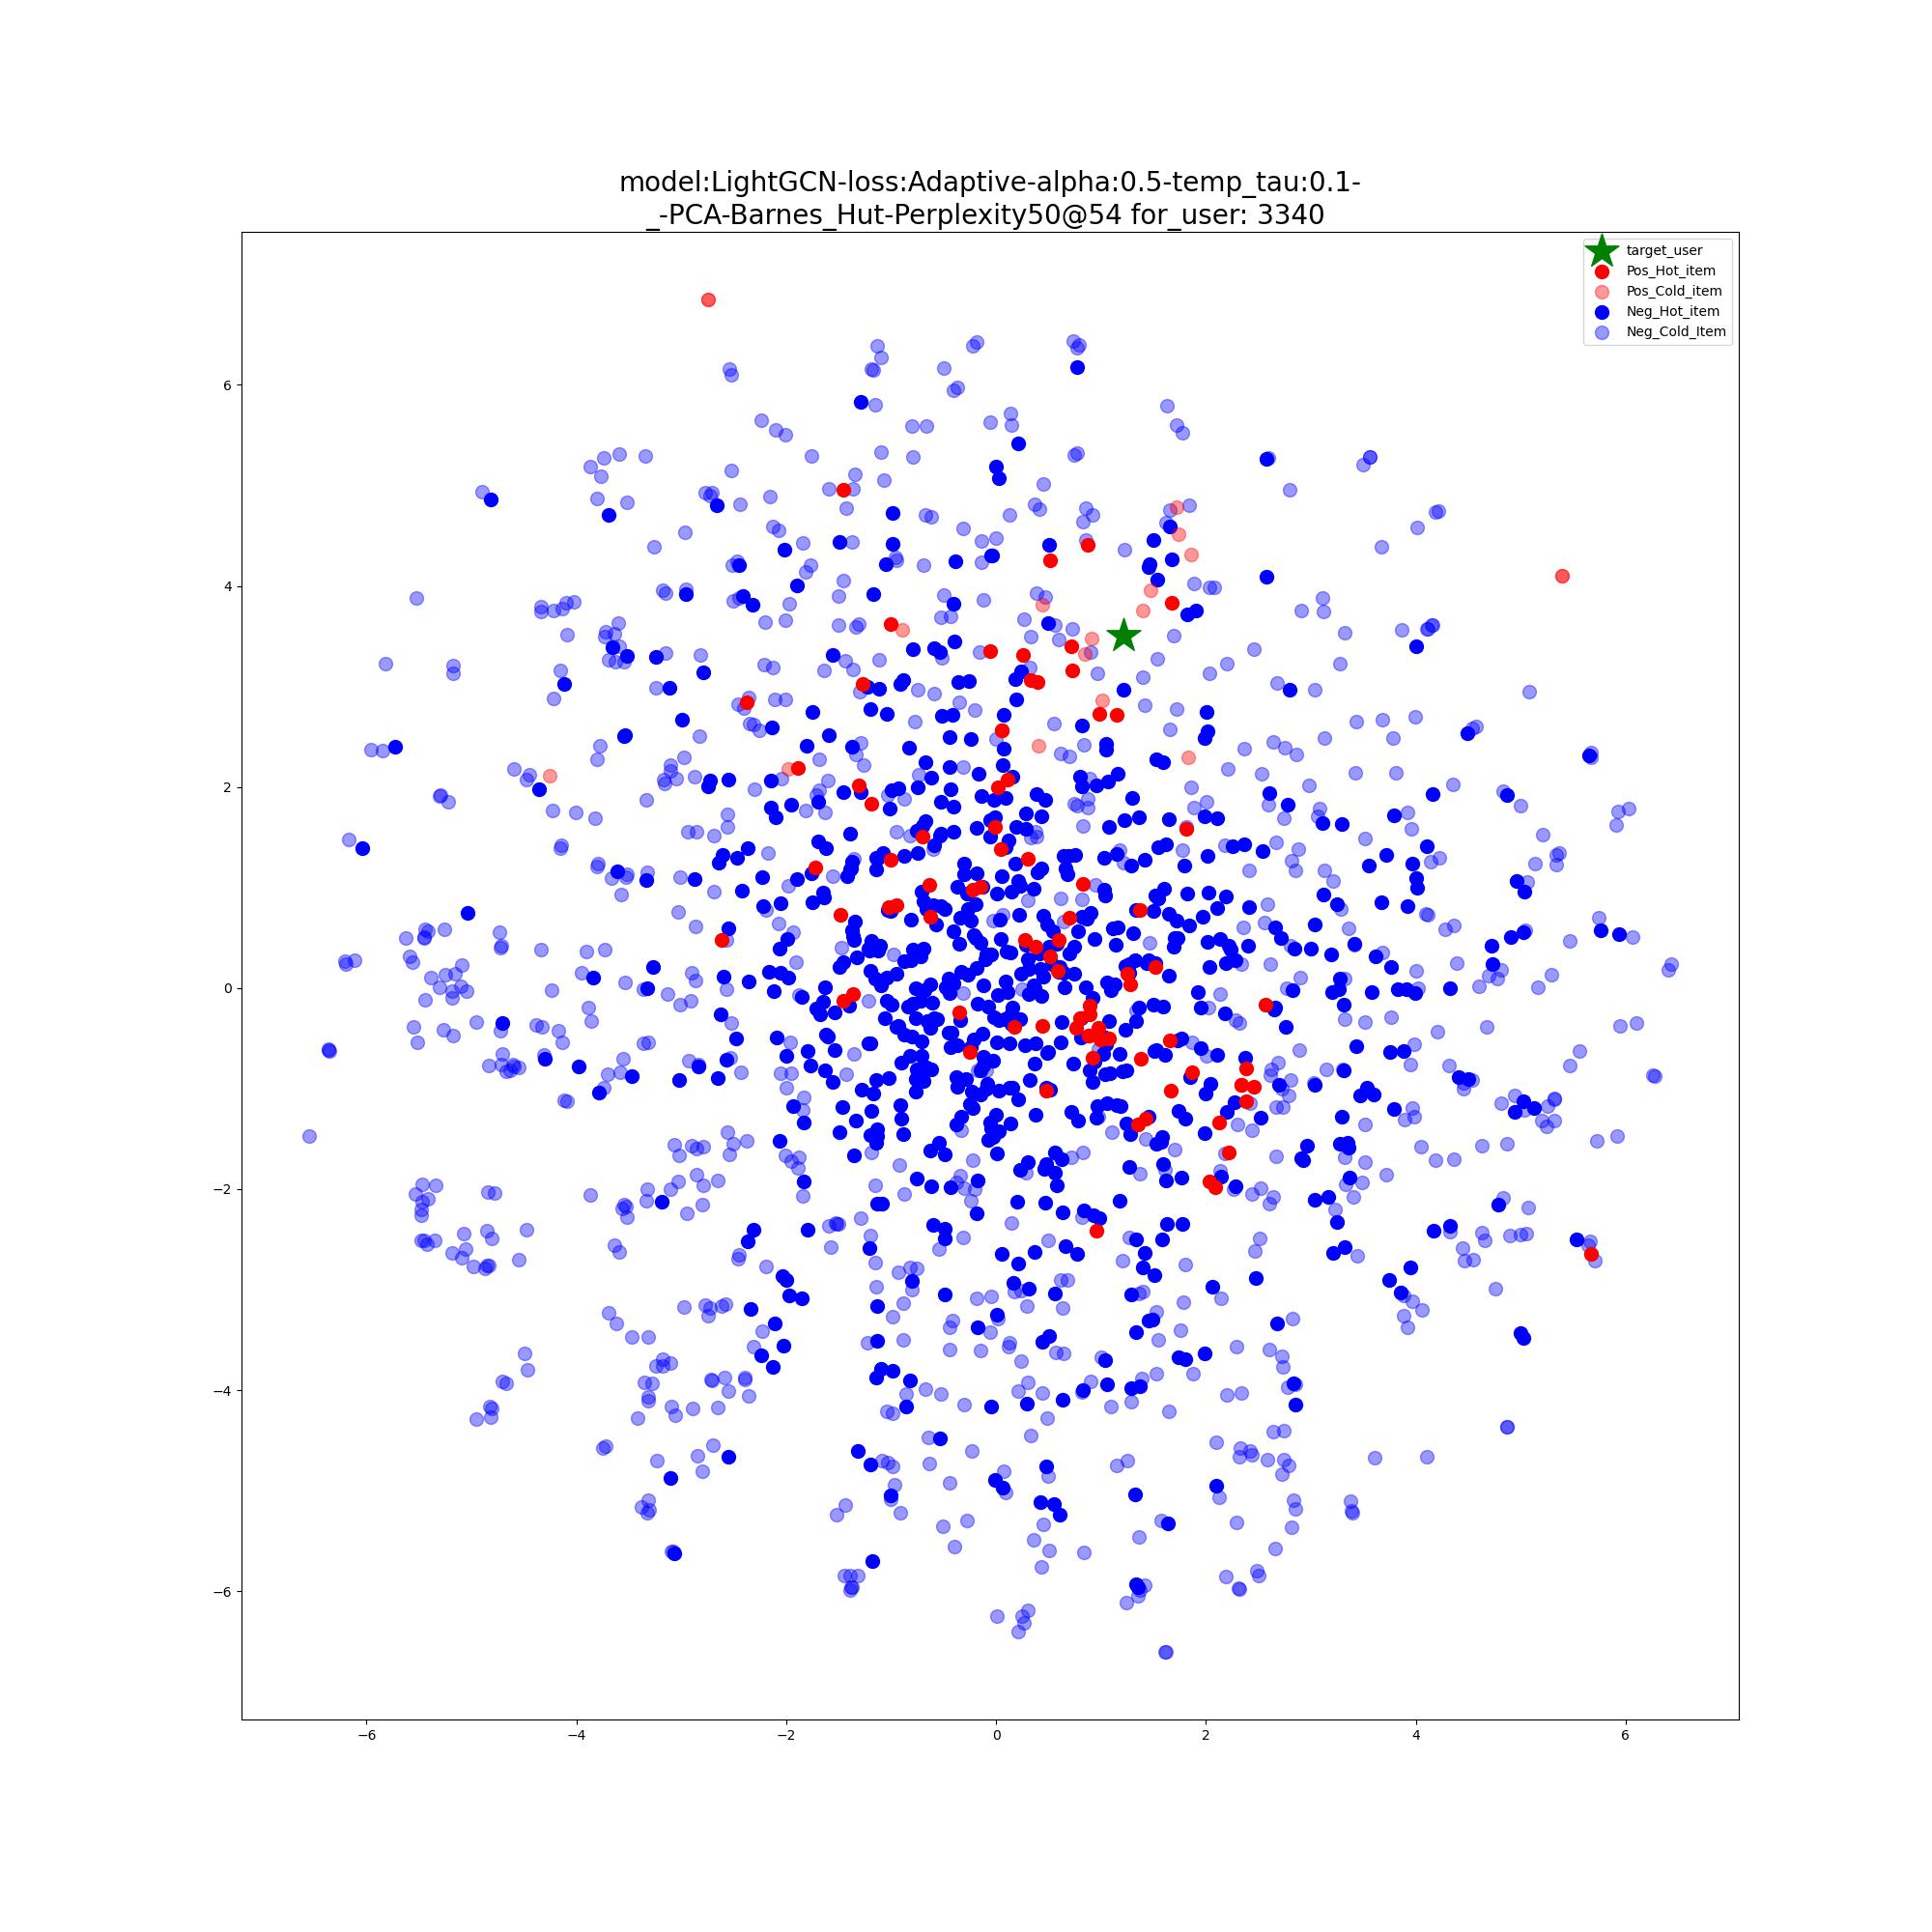 model:LightGCN-loss:Adaptive-alpha:0.5-temp_tau:0.1-
_-PCA-Barnes_Hut-Perplexity50@54 for_user: 3340
target_user
Pos_Hot_item
Pos_Cold_item
Neg_Hot_item
Neg_Cold_Item
6
4
2
0
−2
−4
−6
−6
−4
−2
0
2
4
6